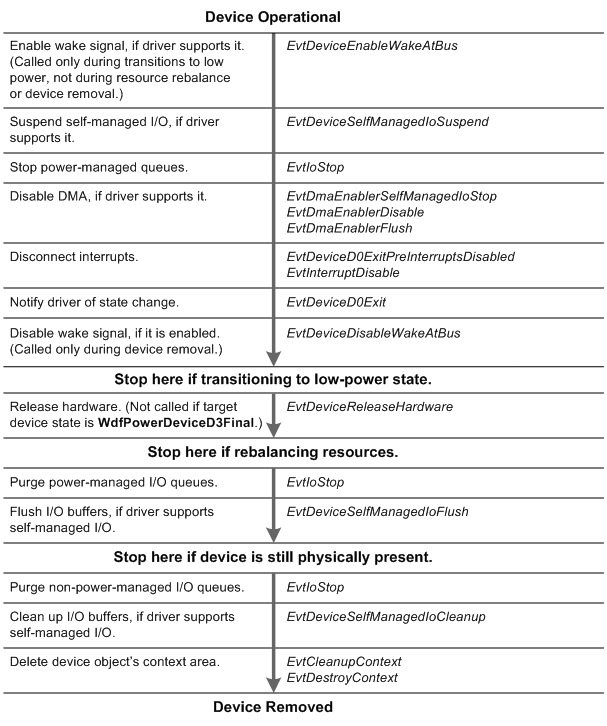 Device Operational
Enable wake signal, if driver supports it.
(Called only during transitions to low
power, not during resource rebalance
or device removal.)
EvtDeviceEnableWakeAtBus
Suspend self-managed I/O, if driver
supports it.
EvtDeviceSelfManagedIoSuspend
Stop power-managed queues.
EvtIoStop
Disable DMA, if driver supports it.
EvtDmaEnablerSelfManagedIoStop
EvtDmaEnablerDisable
EvtDmaEnablerFlush
Disconnect interrupts.
EvtDeviceD0ExitPreInterruptsDisabled
EvtInterruptDisable
Notify driver of state change.
EvtDeviceD0Exit
Disable wake signal, if it is enabled.
(Called only during device removal.)
EvtDeviceDisableWakeAtBus
Stop here if transitioning to low-power state.
Release hardware. (Not called if target
device state is WdfPowerDeviceD3Final.)
EvtDeviceReleaseHardware
Stop here if rebalancing resources.
Purge power-managed I/O queues.
EvtIoStop
Flush I/O buffers, if driver supports
self-managed I/O.
EvtDeviceSelfManagedIoFlush
Stop here if device is still physically present.
Purge non-power-managed I/O queues.
EvtIoStop
Clean up I/O buffers, if driver supports
self-managed I/O.
EvtDeviceSelfManagedIoCleanup
Delete device object's context area.
EvtCleanupContext
EvtDestroyContext
Device Removed